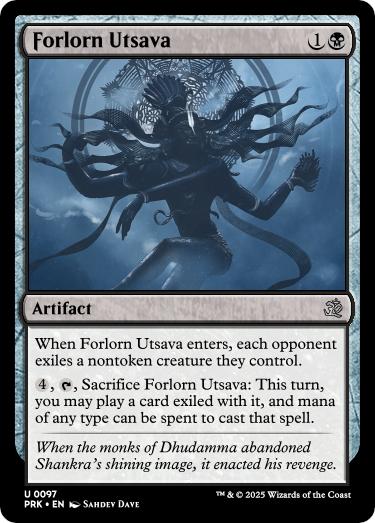 Forlorn Utsava 1
Artifact
When Forlorn Utsava enters, each opponent
exiles a nontoken creature they control.
4, , Sacrifice Forlorn Utsava: This turn,
you may play a card exiled with it, and mana
of any type can be spent to cast that spell.
When the monks of Dhudamma abandoned
Shankra's shining image, it enacted his revenge.
U 0097
PRK • EN Sahdey Dave
™ & © 2025 Wizards of the Coast